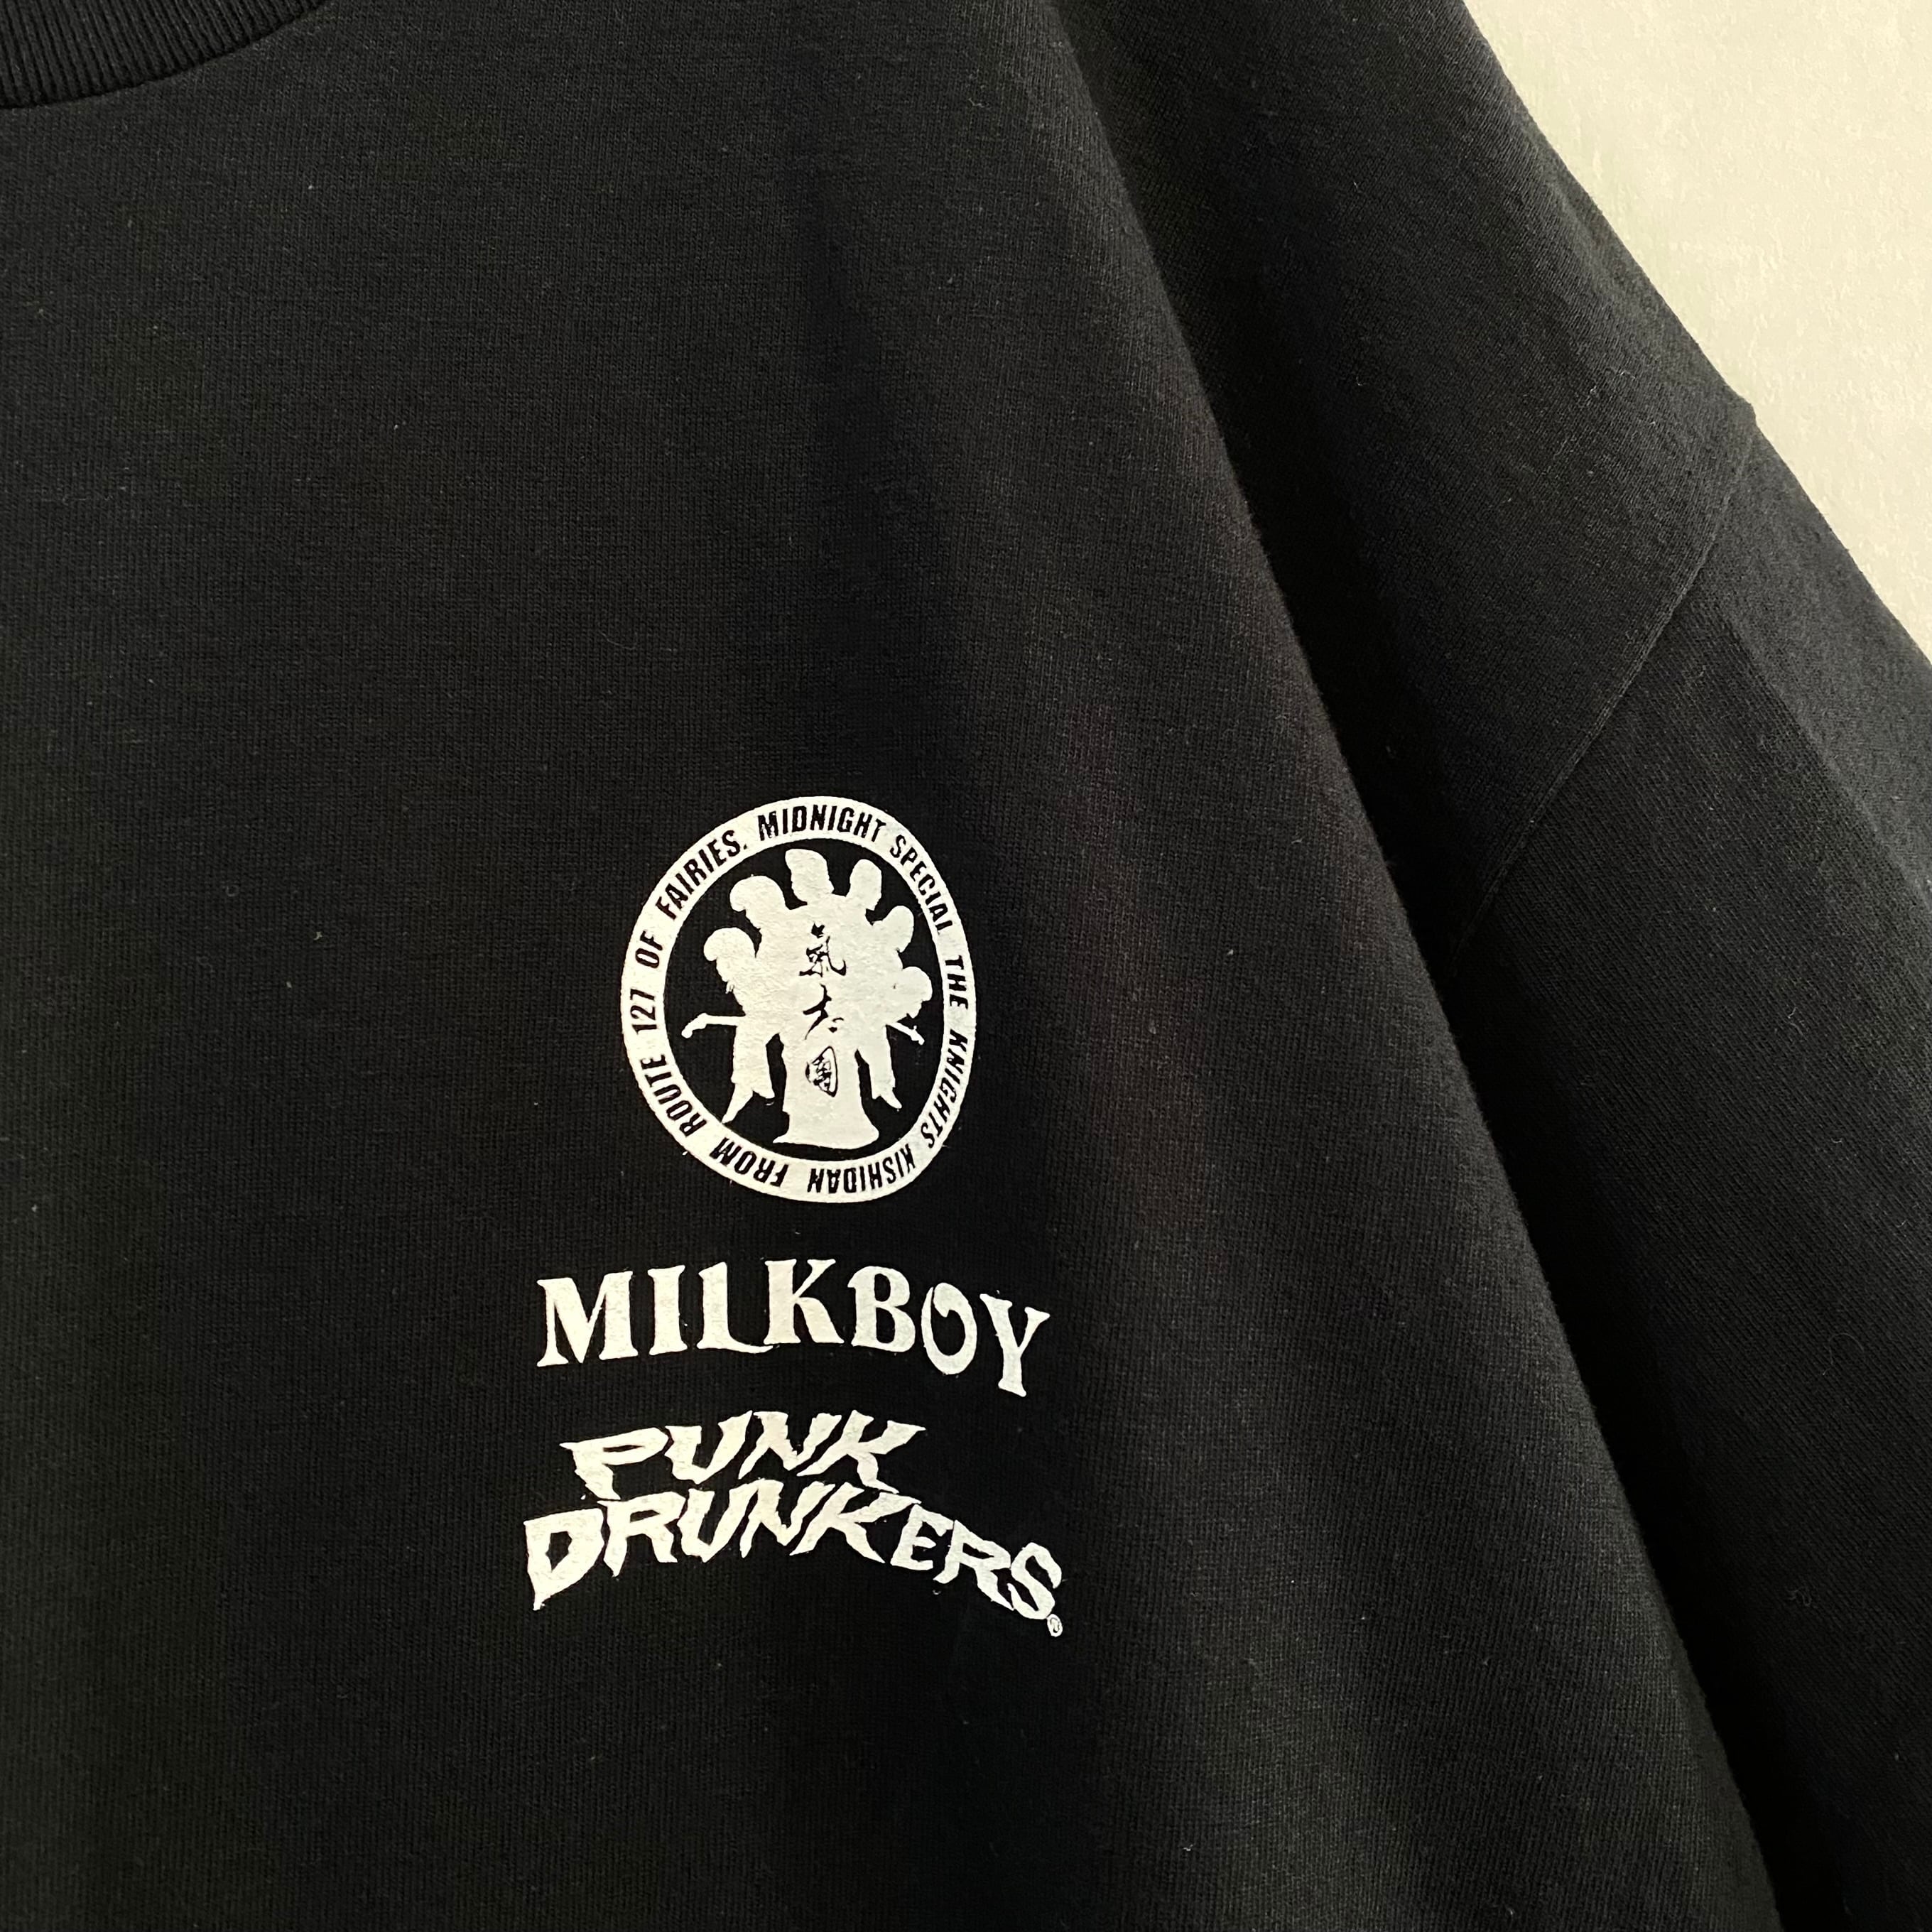 MIDNIGHT SPECIAL THE KNIGHTS KISHIDAN FROM ROUTE 127 OF FAIRIES.
氣
志
團
MILKBOY
PUNK
DRUNKERS®